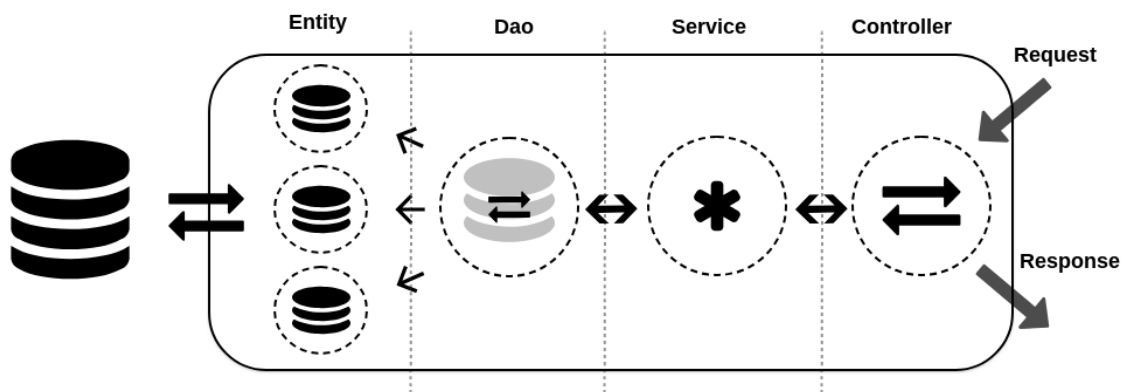 Entity
Dao
Service
Controller
Request
Response